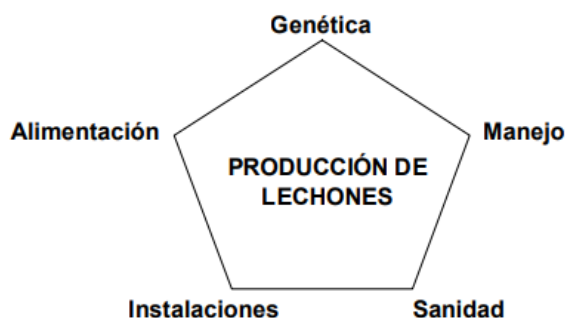 Genética
Alimentación
Manejo
PRODUCCIÓN DE
LECHONES
Instalaciones
Sanidad